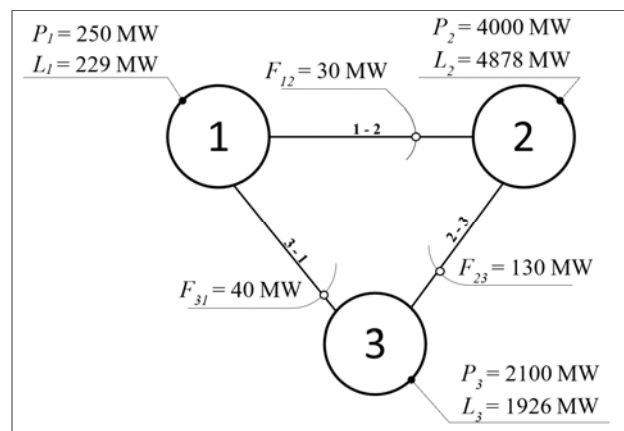 P₁ = 250 MW
L₁ = 229 MW
P₂ = 4000 MW
L₂ = 4878 MW
F₁₂ = 30 MW
1
1 - 2
2
3 - 1
2 - 3
F₃₁ = 40 MW
F₂₃ = 130 MW
3
P₃ = 2100 MW
L₃ = 1926 MW